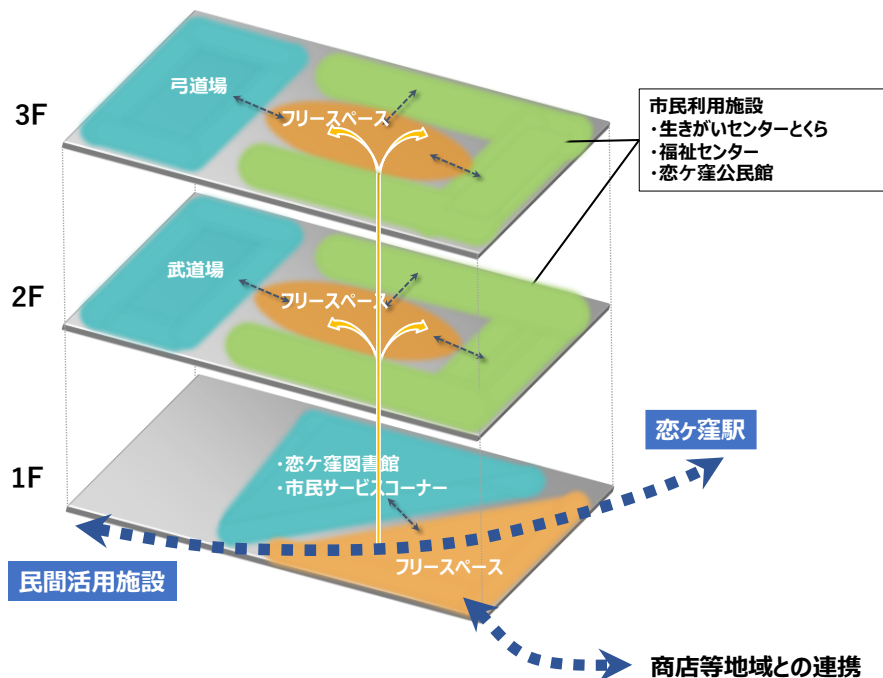 3F
弓道場
フリースペース
市民利用施設
・生きがいセンターとくら
・福祉センター
・恋ケ窪公民館
2F
武道場
フリースペース
1F
・恋ケ窪図書館
・市民サービスコーナー
フリースペース
恋ヶ窪駅
民間活用施設
商店等地域との連携